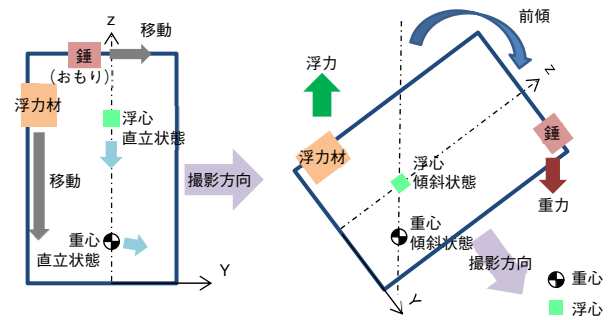 z
移動
錘
（おもり）
浮力材
浮心
直立状態
移動
撮影方向
重心
直立状態
Y
前傾
浮力
z
錘
浮力材
浮心
傾斜状態
重力
重心
傾斜状態
撮影方向
Y
重心
浮心